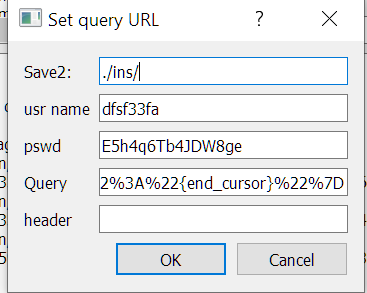 Set query URL
Save2: ./ins/
usr name dfsf33fa
pswd E5h4q6Tb4JDW8ge
Query 2%3A%22{end_cursor}%22%7D
header
OK Cancel